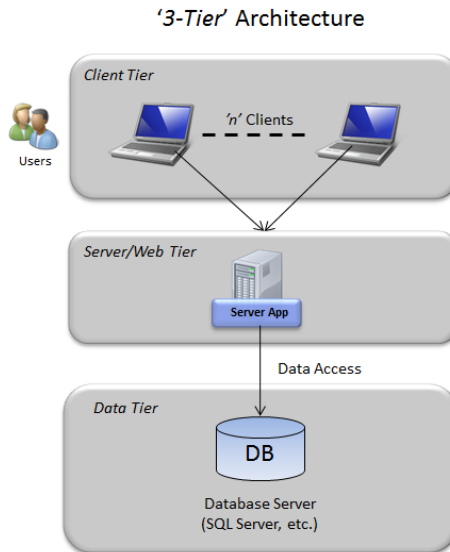 '3-Tier' Architecture
Client Tier
'n' Clients
Users
Server/Web Tier
Server App
Data Access
Data Tier
DB
Database Server
(SQL Server, etc.)